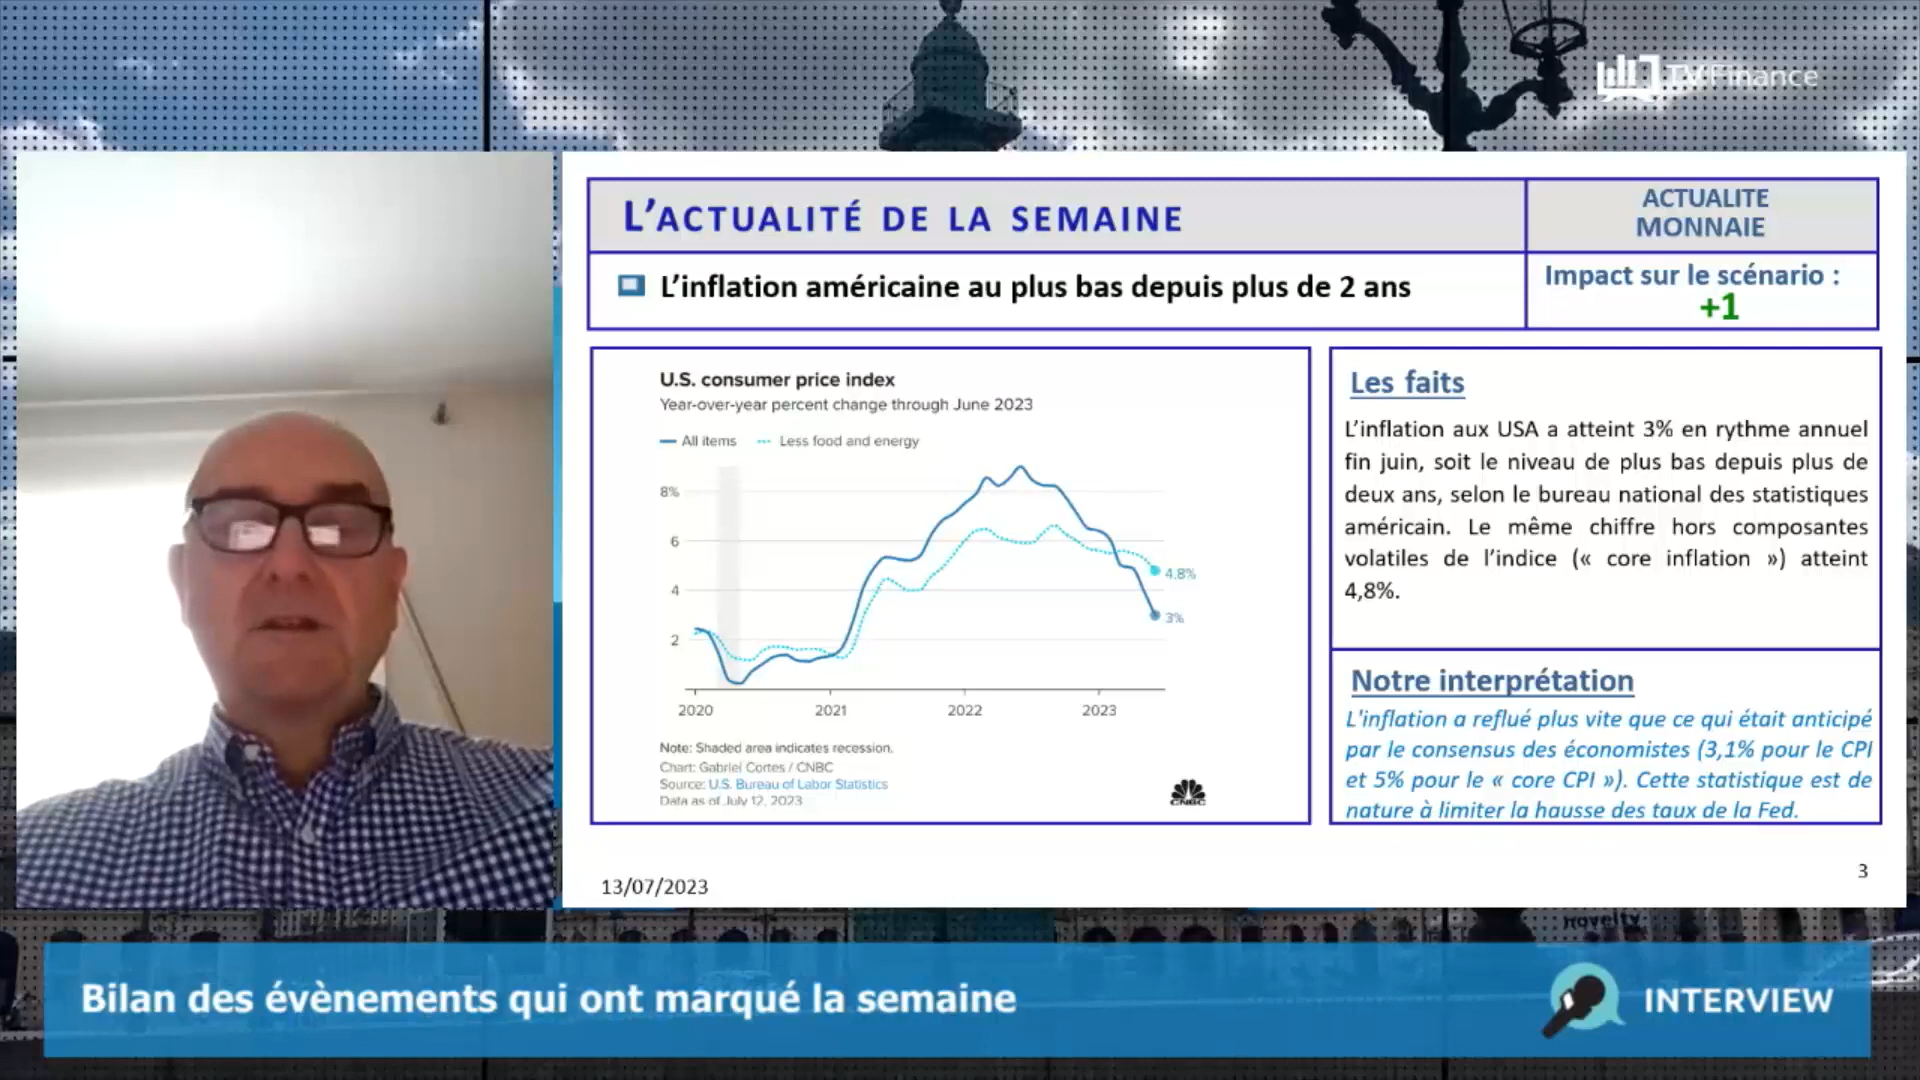 TV Finance
L'ACTUALITÉ DE LA SEMAINE
ACTUALITE
MONNAIE
L'inflation américaine au plus bas depuis plus de 2 ans
Impact sur le scénario :
+1
U.S. consumer price index
Year-over-year percent change through June 2023
All items
Less food and energy
8%
6
4
2
4.8%
3%
2020
2021
2022
2023
Note: Shaded area indicates recession.
Chart: Gabriel Cortes / CNBC
Source: U.S. Bureau of Labor Statistics
Data as of July 12, 2023
CNBC
Les faits
L'inflation aux USA a atteint 3% en rythme annuel
fin juin, soit le niveau de plus bas depuis plus de
deux ans, selon le bureau national des statistiques
américain. Le même chiffre hors composantes
volatiles de l'indice (« core inflation ») atteint
4,8%.
Notre interprétation
L'inflation a reflué plus vite que ce qui était anticipé
par le consensus des économistes (3,1% pour le CPI
et 5% pour le « core CPI »). Cette statistique est de
nature à limiter la hausse des taux de la Fed.
13/07/2023
3
novelty
Bilan des évènements qui ont marqué la semaine
INTERVIEW